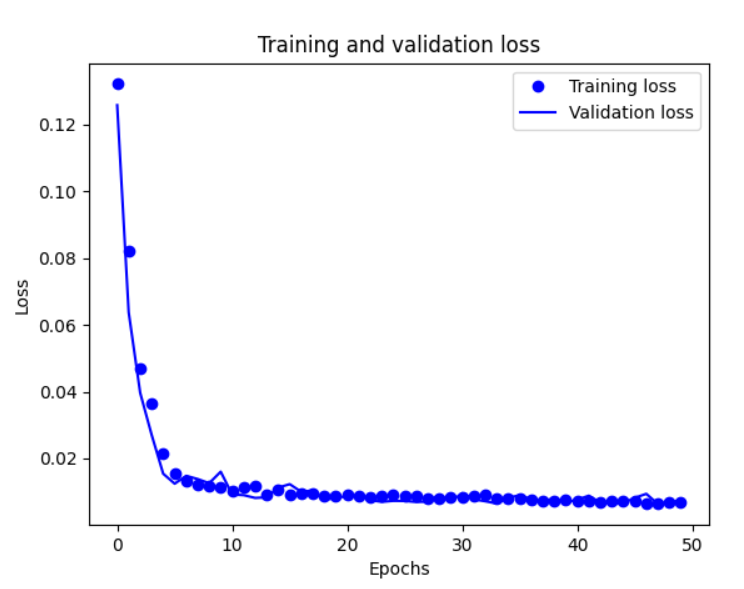 Training and validation loss
Training loss
Validation loss
0.12
0.10
0.08
0.06
0.04
0.02
Loss
0 10 20 30 40 50
Epochs